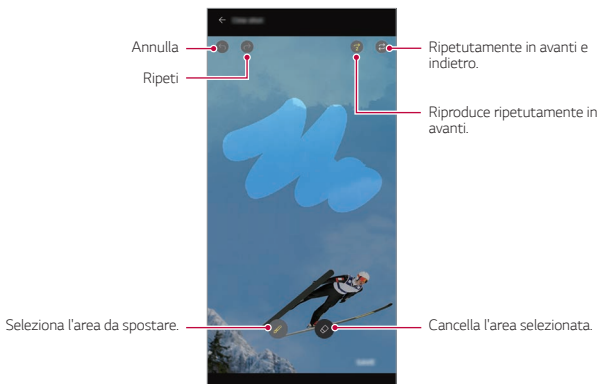 Annulla
Ripeti
Ripetutamente in avanti e
indietro.
Riproduce ripetutamente in
avanti.
Seleziona l'area da spostare.
Cancella l'area selezionata.